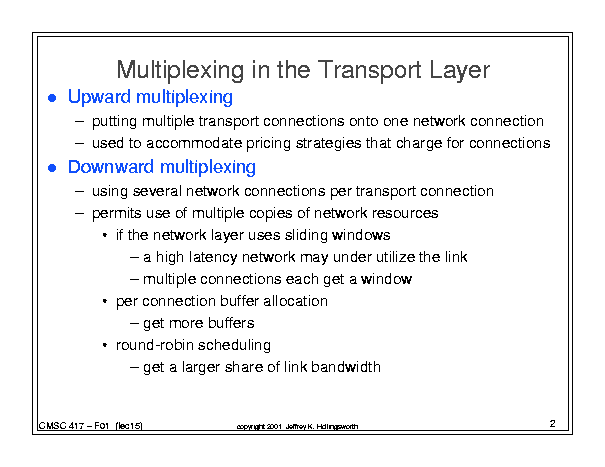 Multiplexing in the Transport Layer
● Upward multiplexing
– putting multiple transport connections onto one network connection
– used to accommodate pricing strategies that charge for connections
● Downward multiplexing
– using several network connections per transport connection
– permits use of multiple copies of network resources
• if the network layer uses sliding windows
– a high latency network may under utilize the link
– multiple connections each get a window
• per connection buffer allocation
– get more buffers
• round-robin scheduling
– get a larger share of link bandwidth
CMSC 417 – F01 (lec15)
copyright 2001 Jeffrey K. Hollingsworth
2